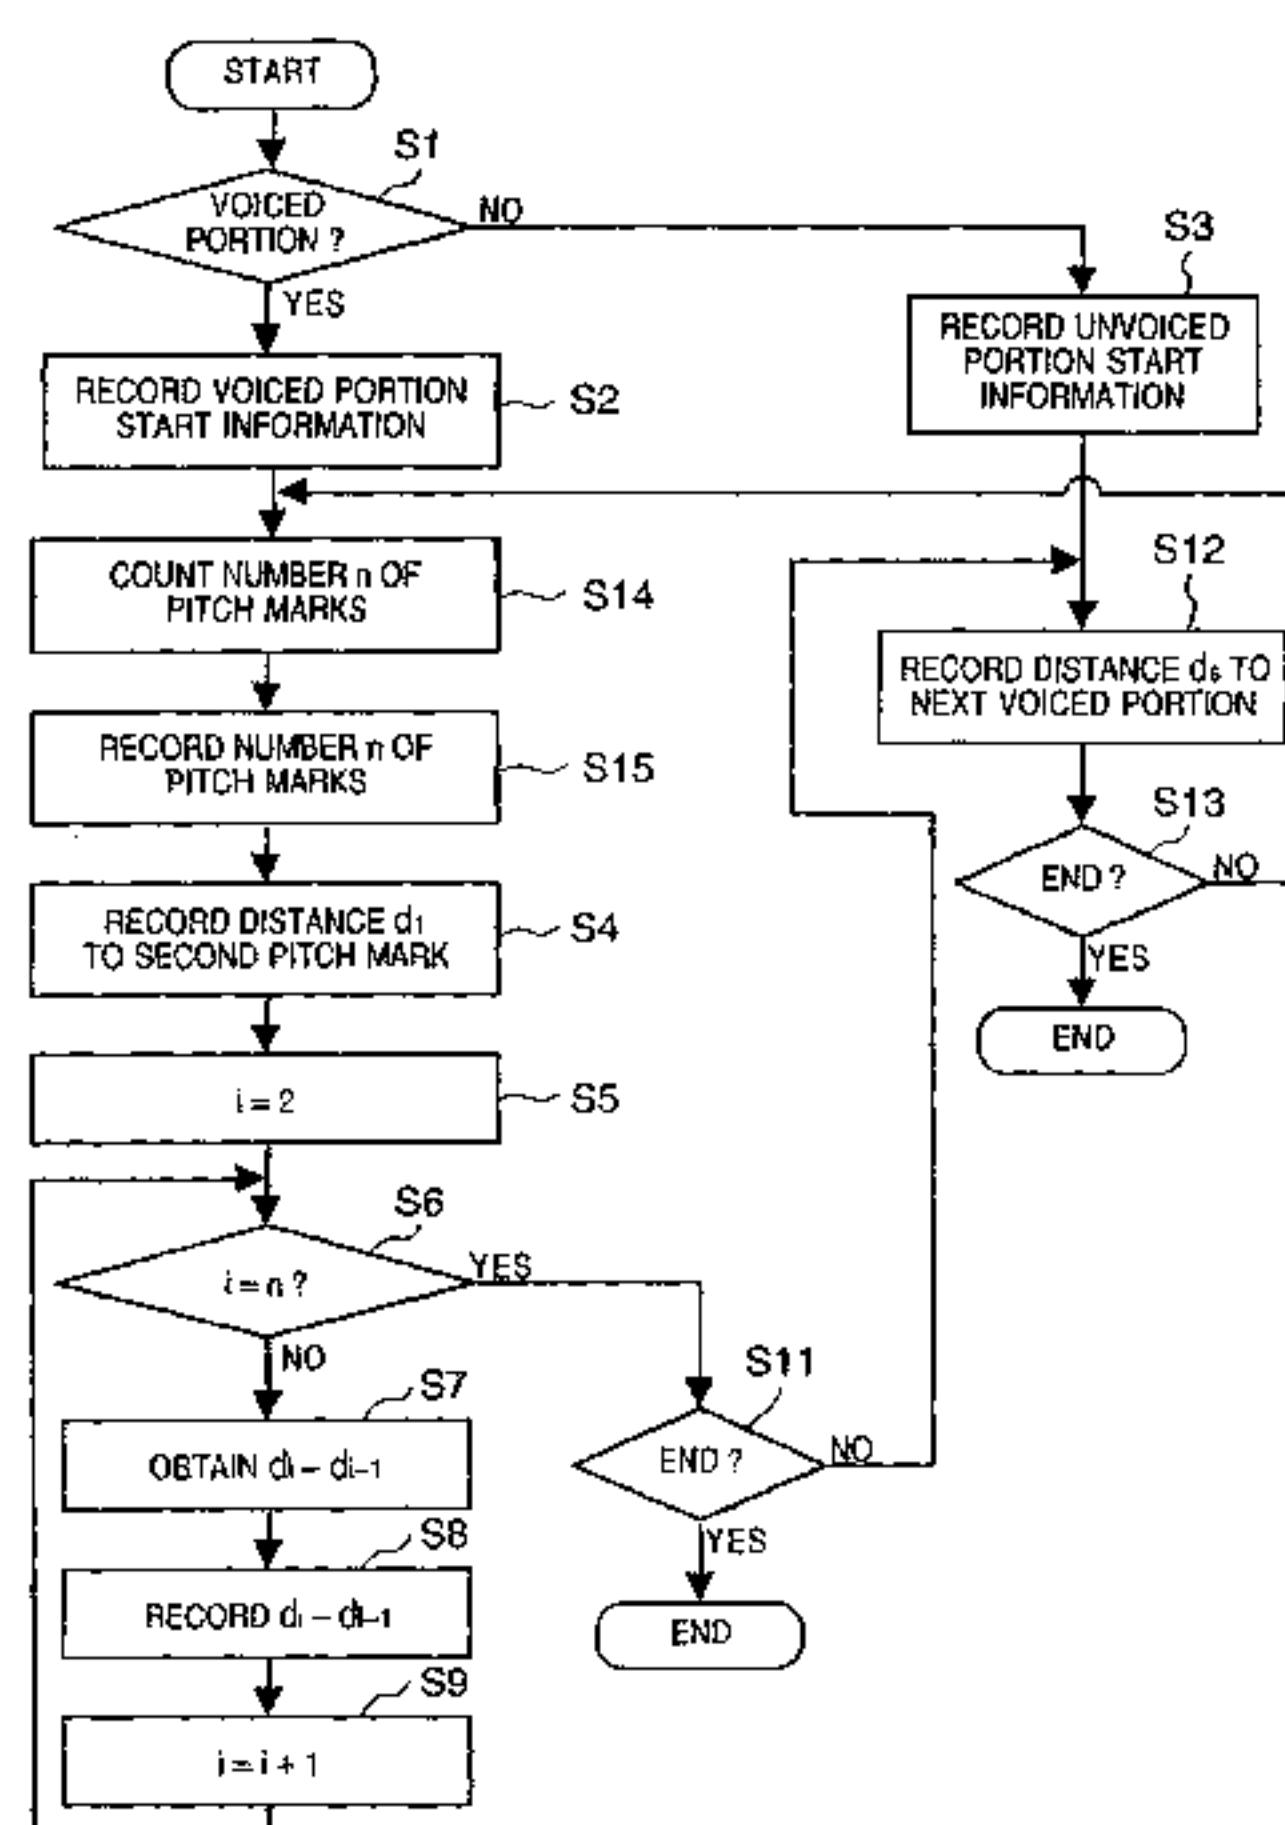 START
S1
VOICED
PORTION ?
NO
YES
S3
RECORD UNVOICED
PORTION START
INFORMATION
RECORD VOICED PORTION
START INFORMATION
S2
COUNT NUMBER n OF
PITCH MARKS
S14
S12
RECORD DISTANCE ds TO
NEXT VOICED PORTION
RECORD NUMBER n OF
PITCH MARKS
S15
S13
END ?
NO
YES
END
RECORD DISTANCE d1
TO SECOND PITCH MARK
S4
i = 2
S5
S6
i = n ?
YES
NO
S11
END ?
NO
YES
END
S7
OBTAIN di – di–1
S8
RECORD di – di–1
S9
i = i + 1